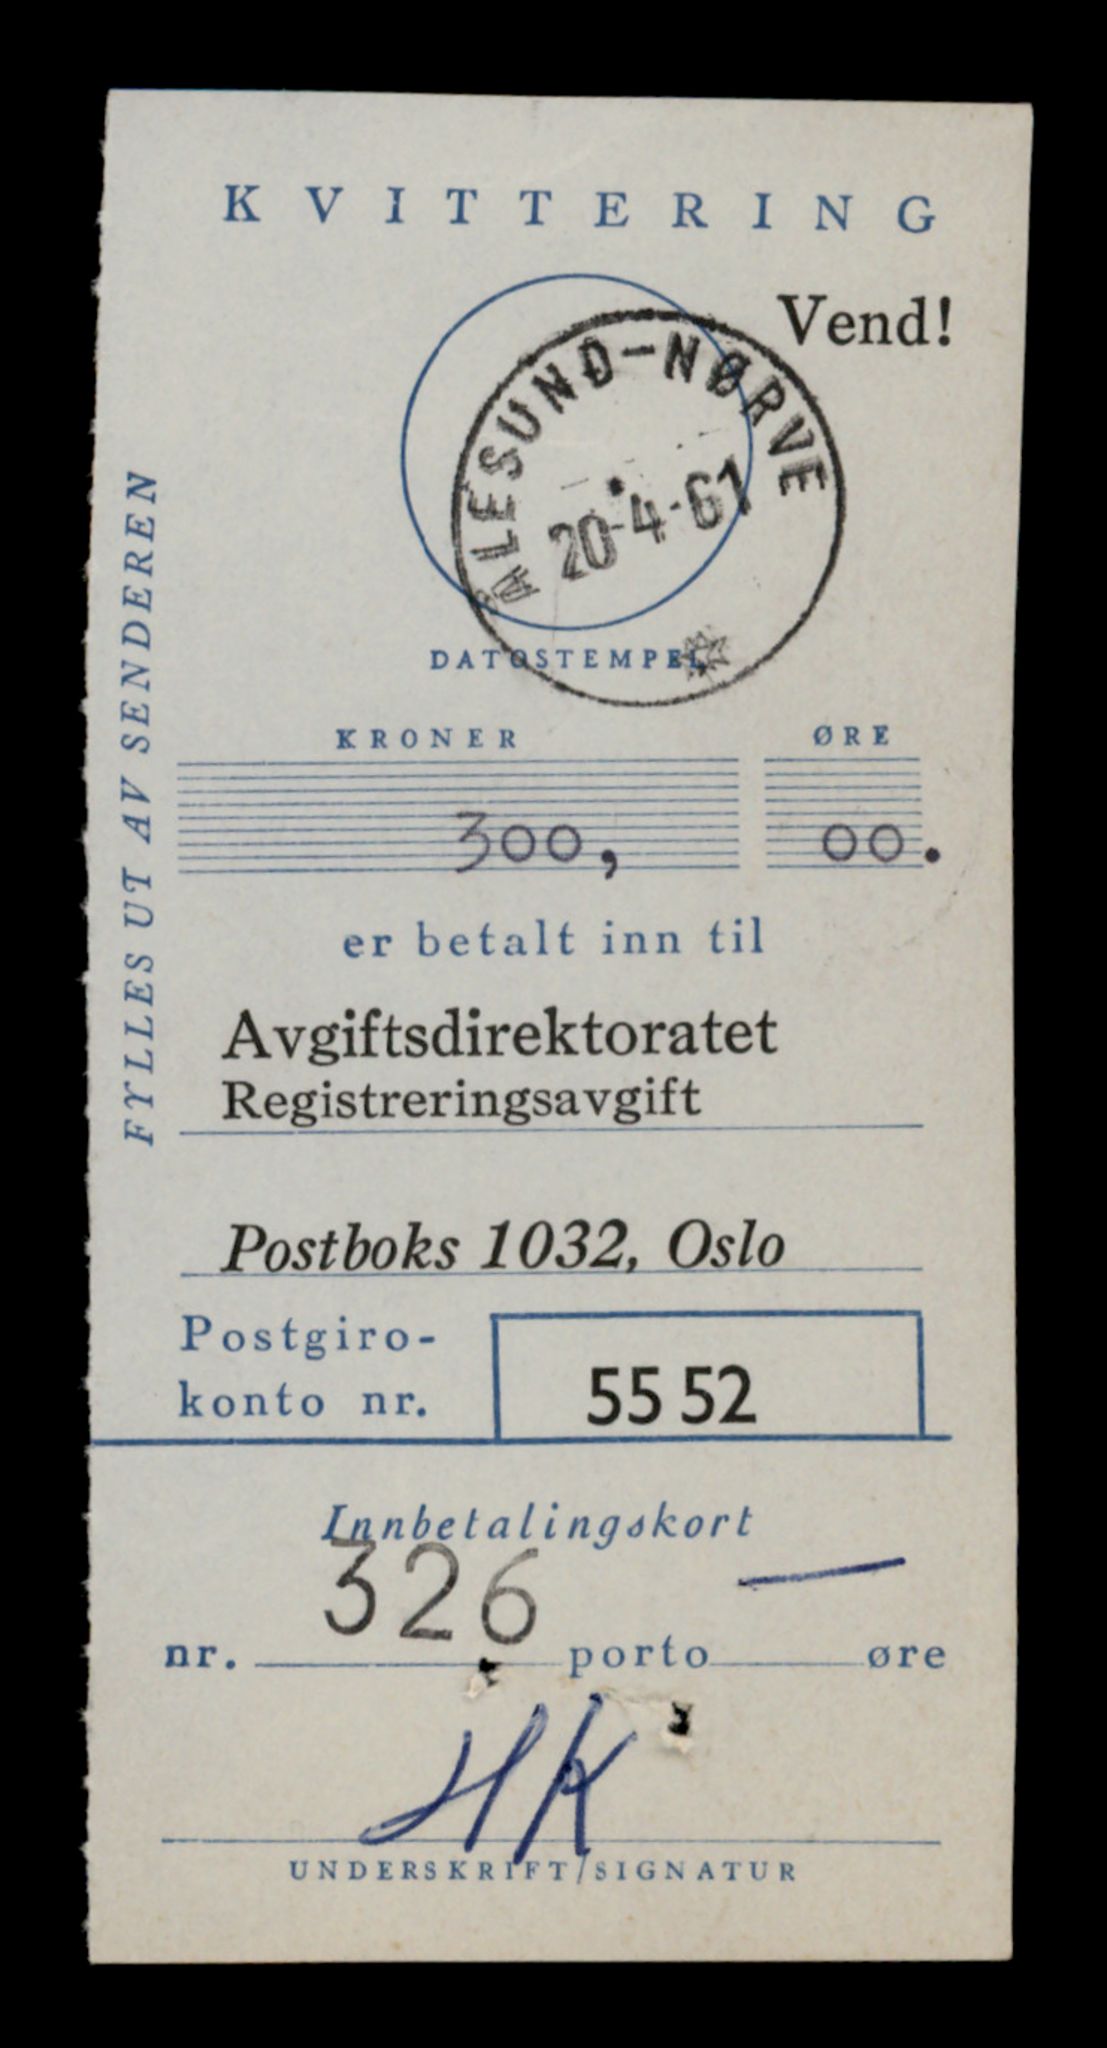 KVITTERING
Vend!
ÅLESUND-NØRVE
20-4-61
DATOSTEMPEL
FYLLES UT AV SENDEREN
KRONER ØRE
300, 00.
er betalt inn til
Avgiftsdirektoratet
Registreringsavgift
Postboks 1032, Oslo
Postgiro-
konto nr. 55 52
Innbetalingskort
nr. 326 porto — øre
HK
UNDERSKRIFT/SIGNATUR